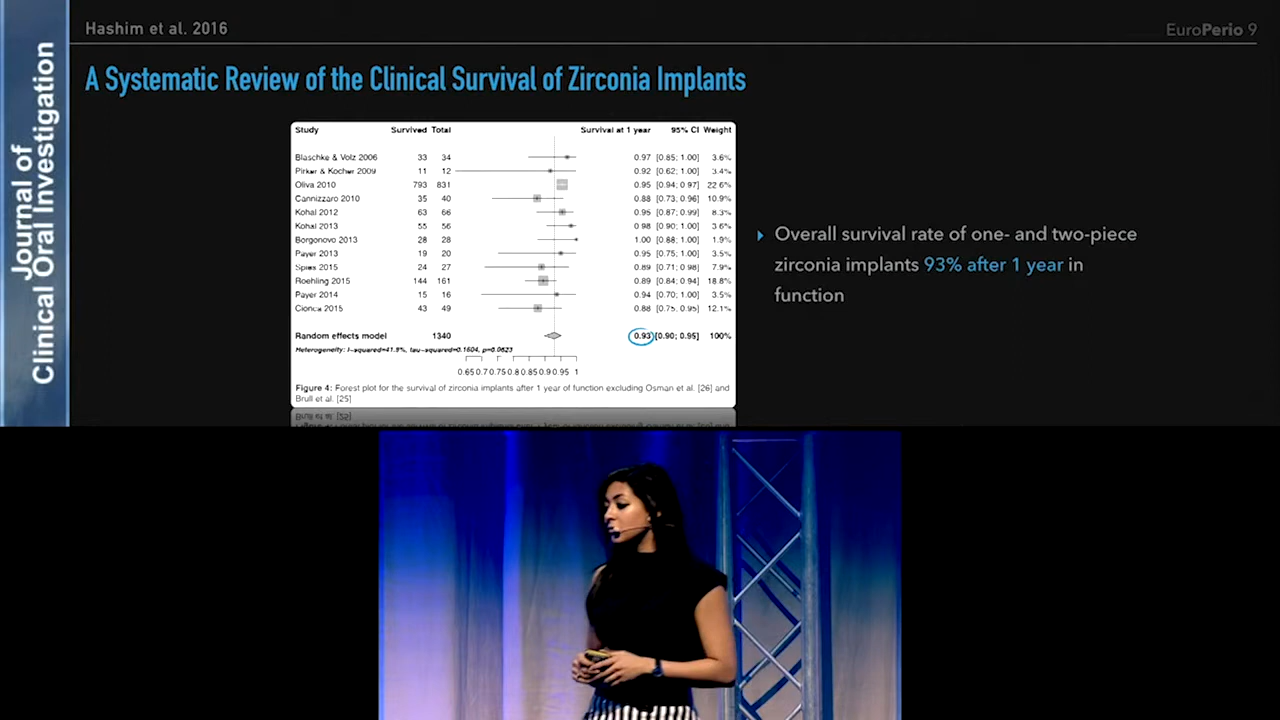 Hashim et al. 2016
EuroPerio 9
Journal of
Clinical Oral Investigation
A Systematic Review of the Clinical Survival of Zirconia Implants
Study Survived Total Survival at 1 year 95% CI Weight
Blaschke & Volz 2006 33 34 0.97 [0.85; 1.00] 3.6%
Pirker & Kocher 2009 11 12 0.92 [0.62; 1.00] 3.4%
Oliva 2010 793 831 0.95 [0.94; 0.97] 22.6%
Cannizzaro 2010 35 40 0.88 [0.73; 0.96] 10.9%
Kohal 2012 63 66 0.95 [0.87; 0.99] 8.3%
Kohal 2013 55 56 0.98 [0.90; 1.00] 3.6%
Borgonovo 2013 28 28 1.00 [0.88; 1.00] 1.9%
Payer 2013 19 20 0.95 [0.75; 1.00] 3.5%
Spies 2015 24 27 0.89 [0.71; 0.98] 7.9%
Roehling 2015 144 161 0.89 [0.84; 0.94] 18.8%
Payer 2014 15 16 0.94 [0.70; 1.00] 3.5%
Cionca 2015 43 49 0.88 [0.75; 0.95] 12.1%
Random effects model 1340 0.93 [0.90; 0.95] 100%
Heterogeneity: I-squared=41.9%, tau-squared=0.1604, p=0.0623
0.65 0.7 0.75 0.8 0.85 0.9 0.95 1
Figure 4: Forest plot for the survival of zirconia implants after 1 year of function excluding Osman et al. [26] and
Brull et al. [25]
Overall survival rate of one- and two-piece
zirconia implants 93% after 1 year in
function